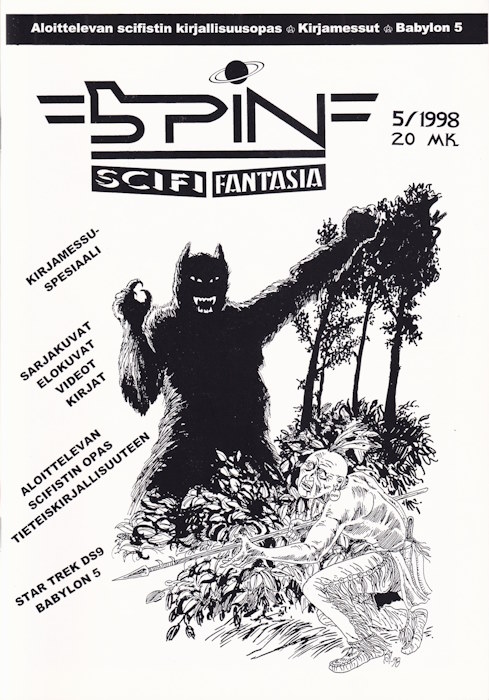 Aloittelevan scifistin kirjallisuusopas ☆ Kirjamessut ☆ Babylon 5
SPIN
5/1998
20 MK.
SCIFI FANTASIA
KIRJAMESSU-
SPESIAALI
SARJAKUVAT
ELOKUVAT
VIDEOT
KIRJAT
ALOITTELEVAN
SCIFISTIN OPAS
TIETEISKIRJALLISUUTEEN
STAR TREK DS9
BABYLON 5